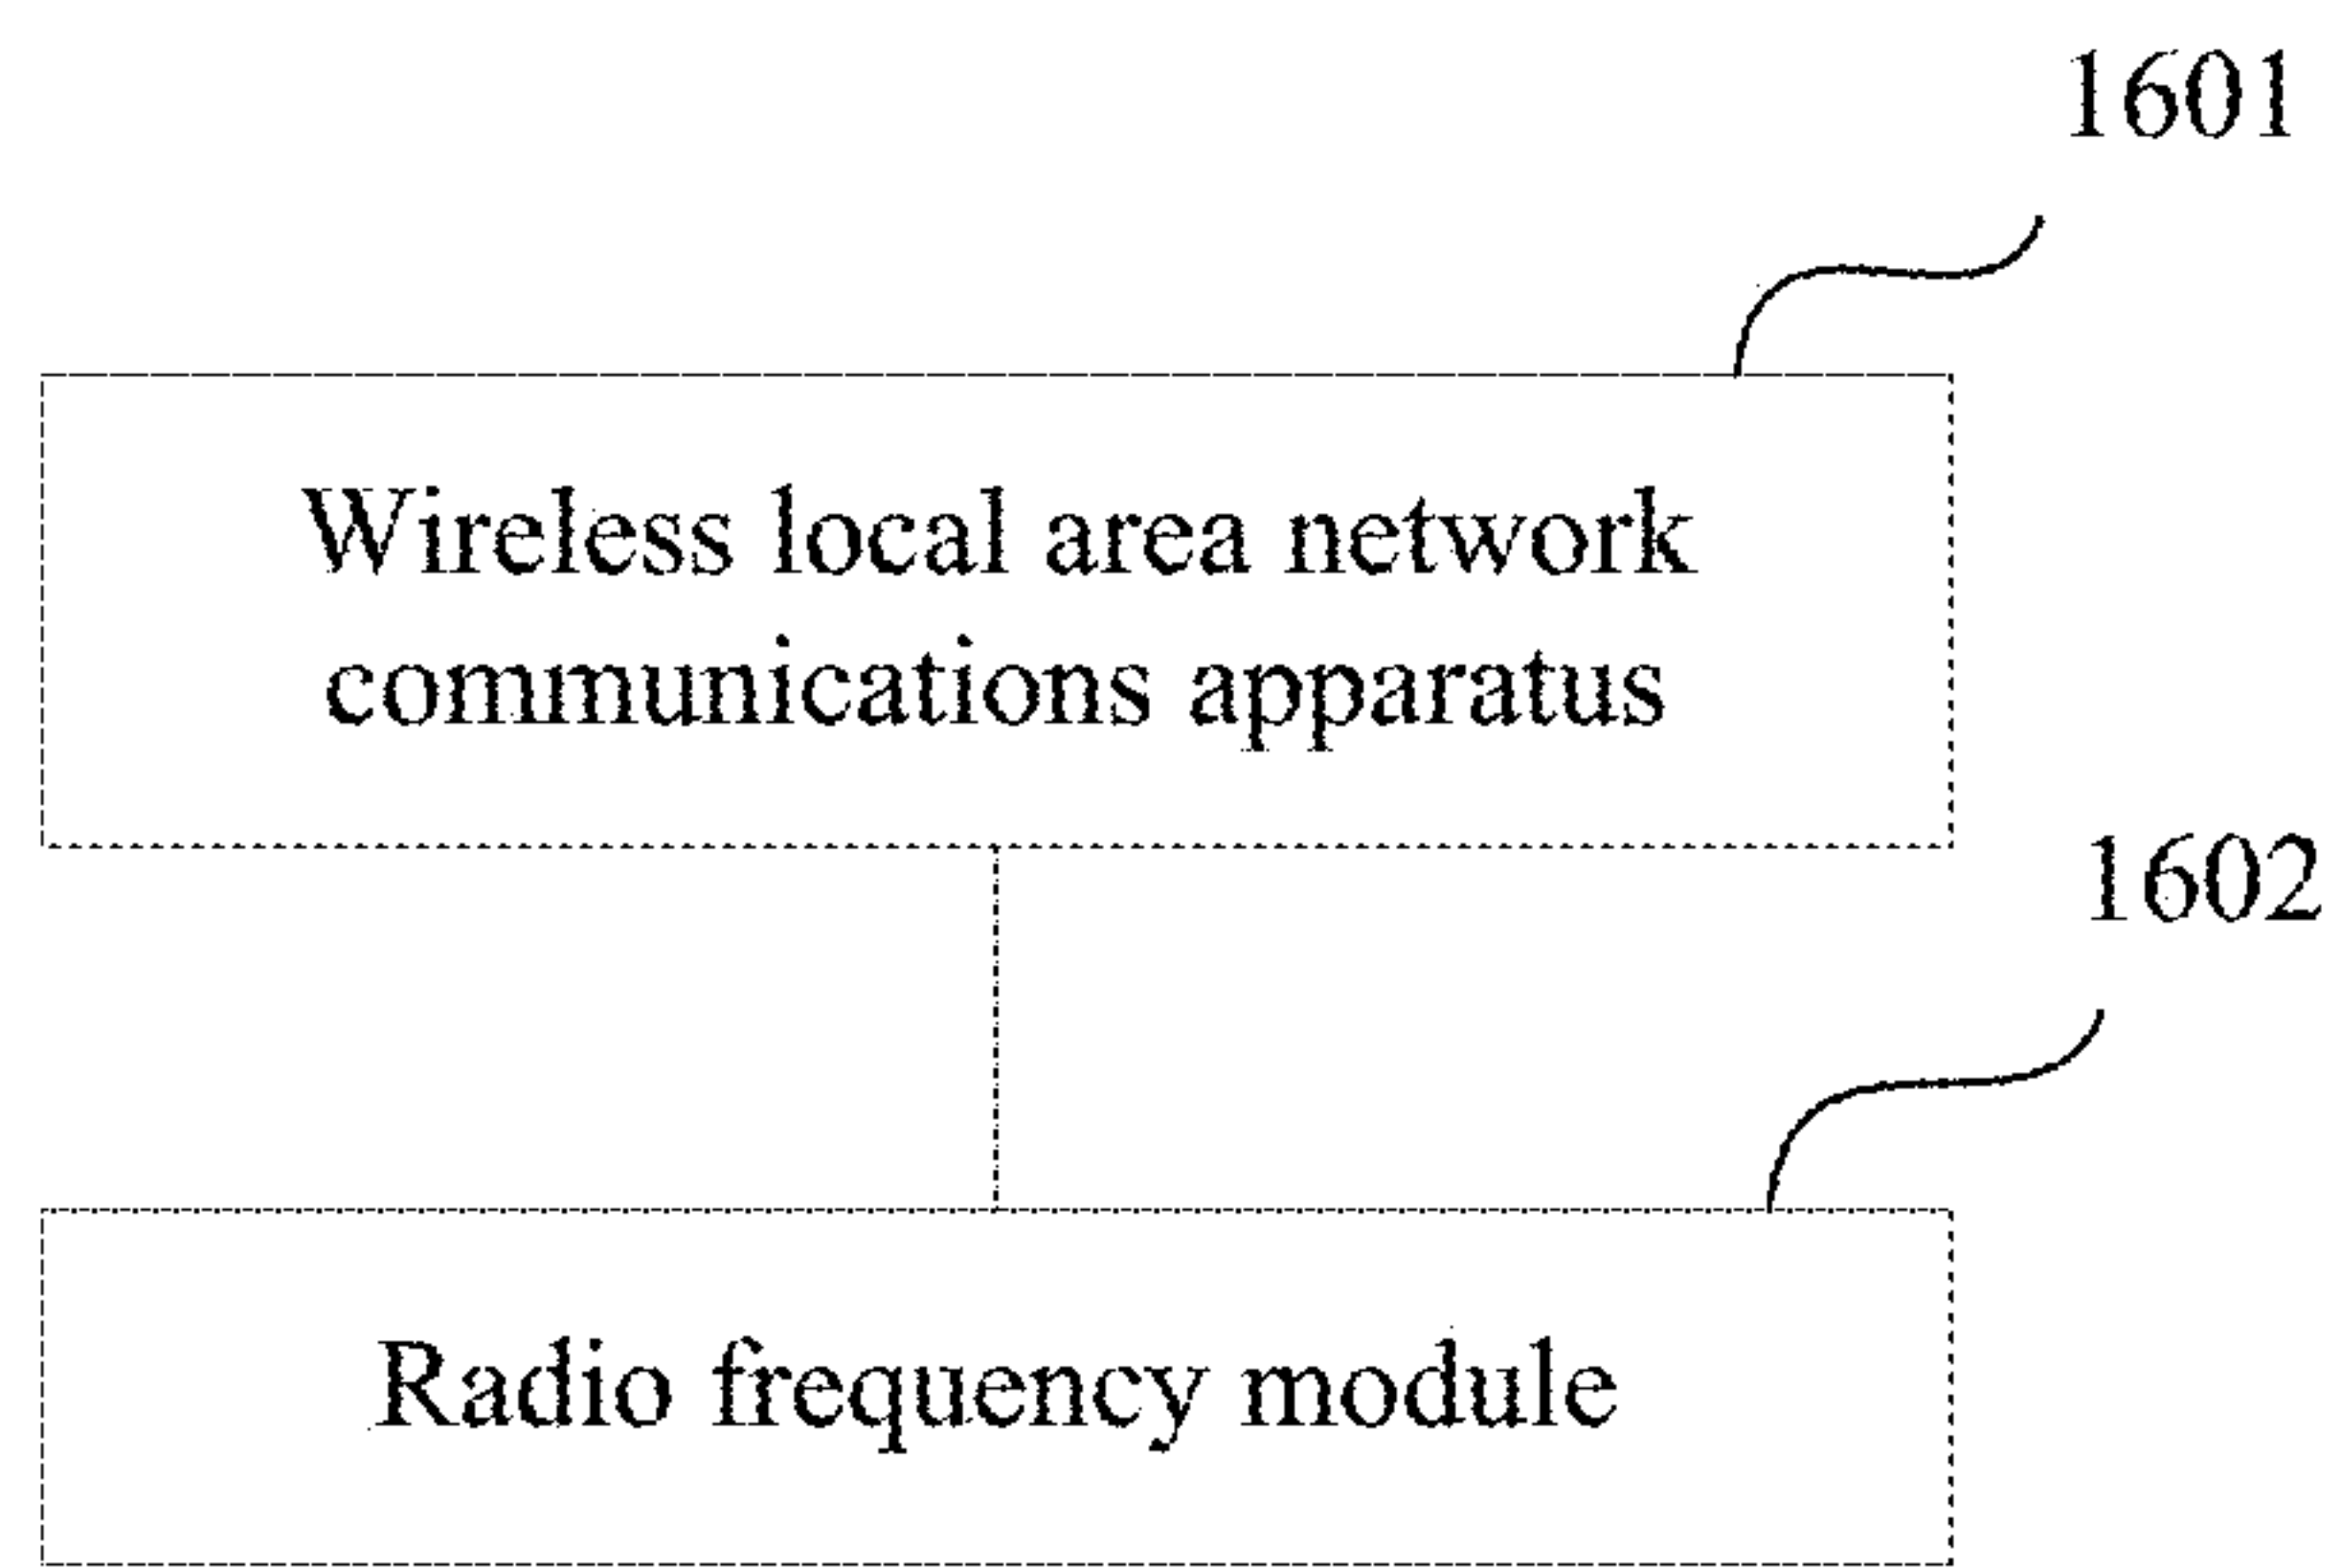 1601
Wireless local area network
communications apparatus
1602
Radio frequency module